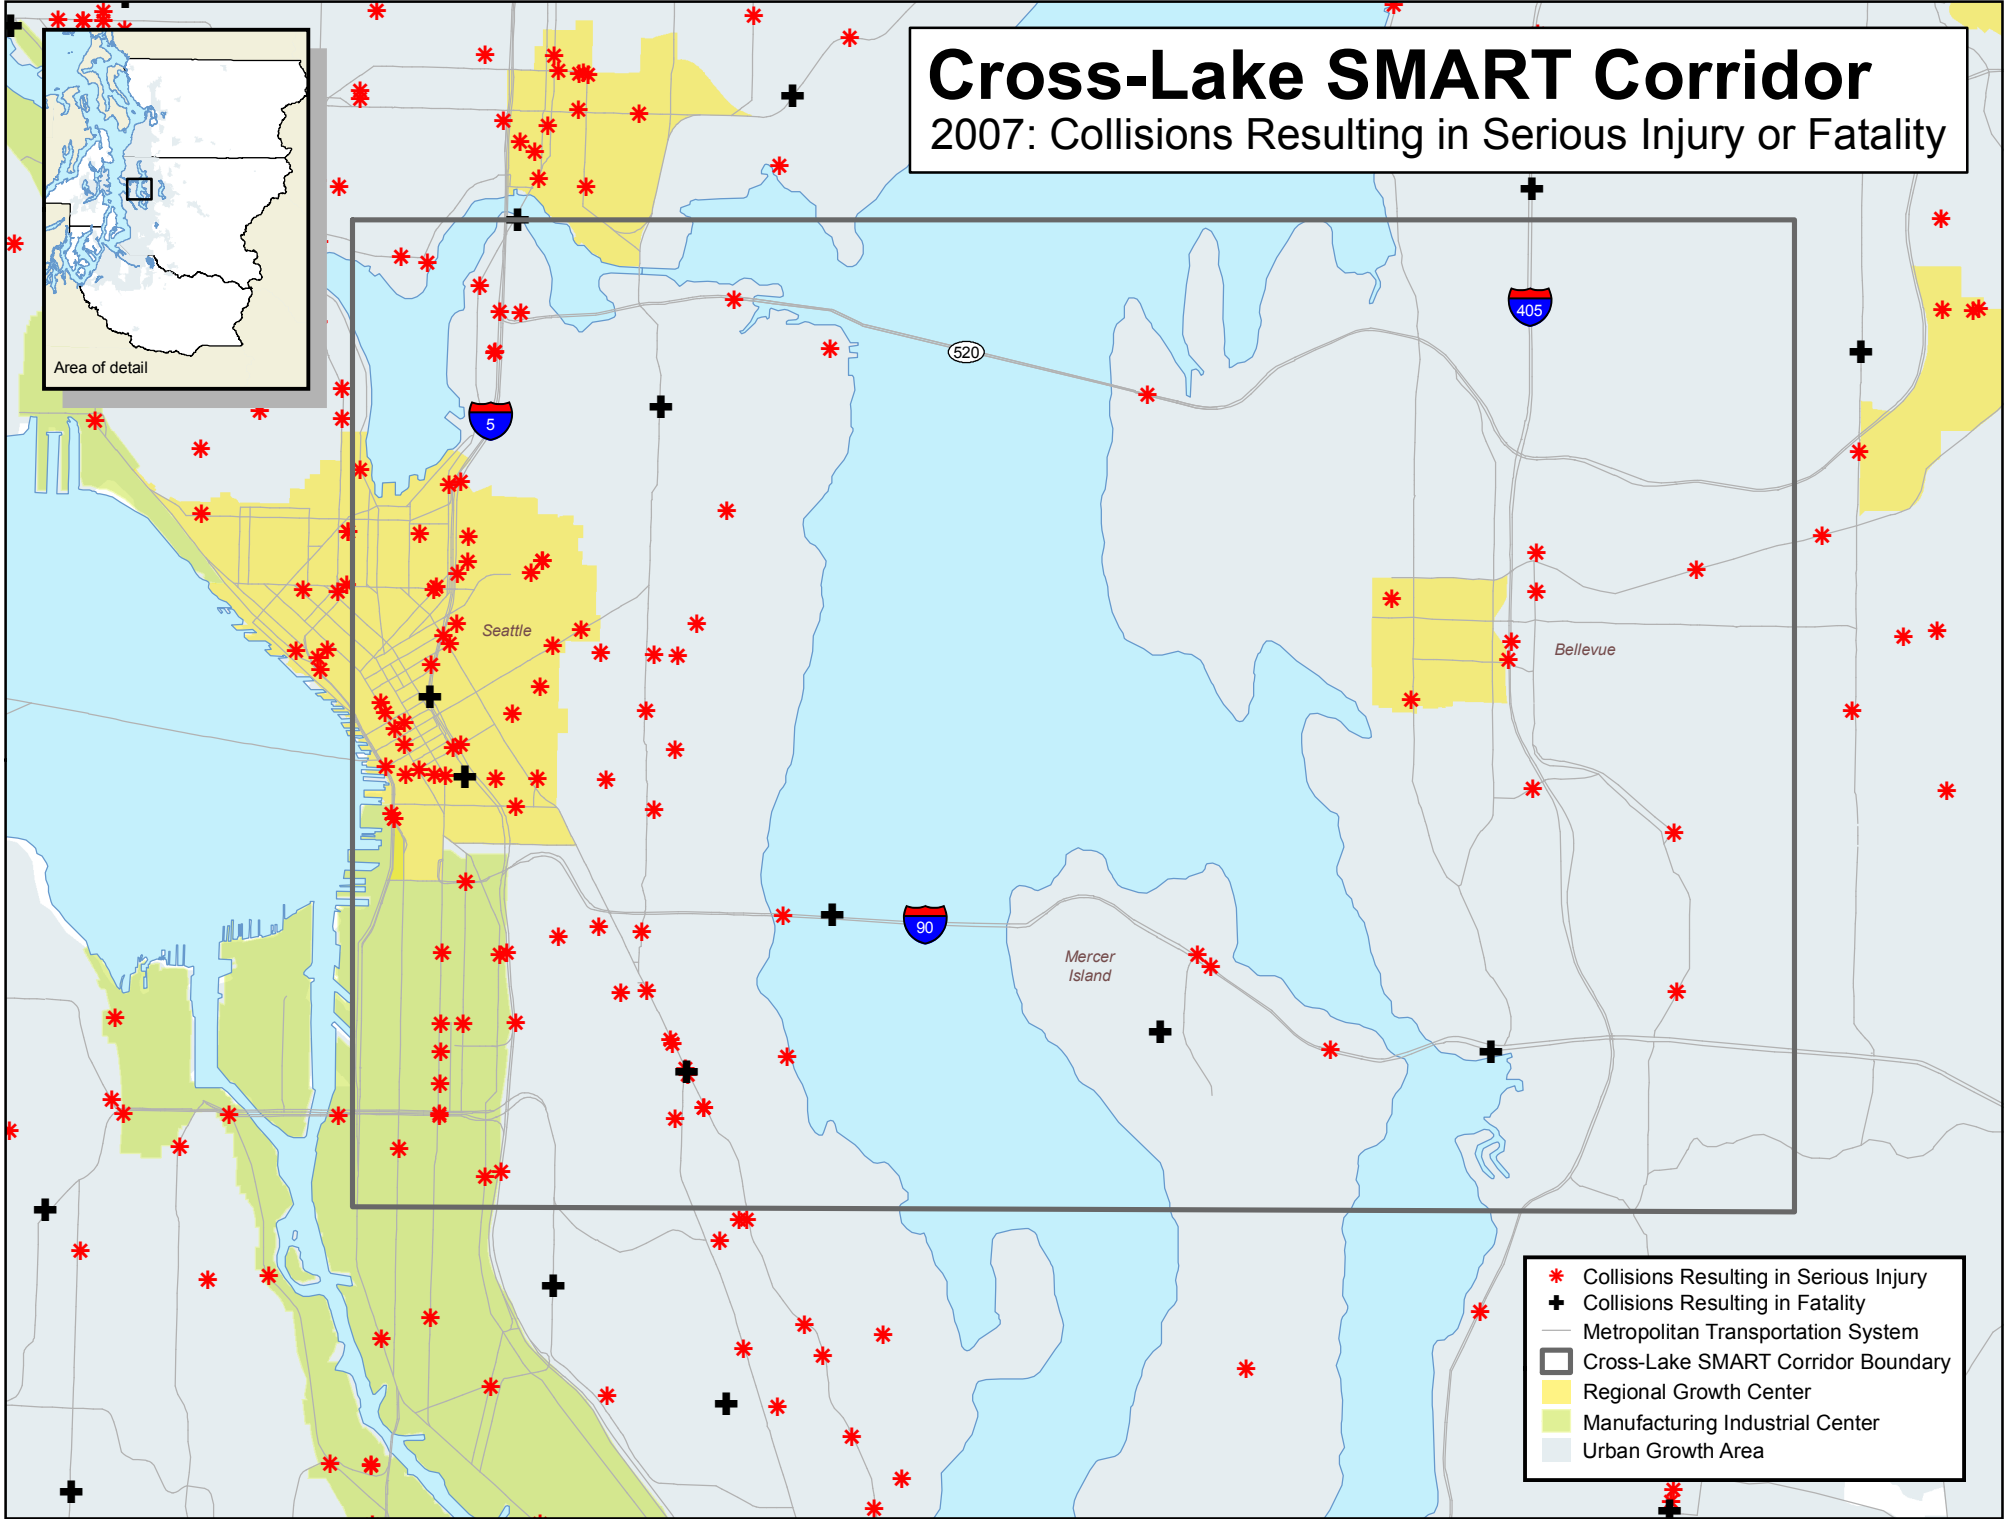 Cross-Lake SMART Corridor
2007: Collisions Resulting in Serious Injury or Fatality
Area of detail
405
520
5
Seattle
Bellevue
90
Mercer
Island
Collisions Resulting in Serious Injury
Collisions Resulting in Fatality
Metropolitan Transportation System
Cross-Lake SMART Corridor Boundary
Regional Growth Center
Manufacturing Industrial Center
Urban Growth Area